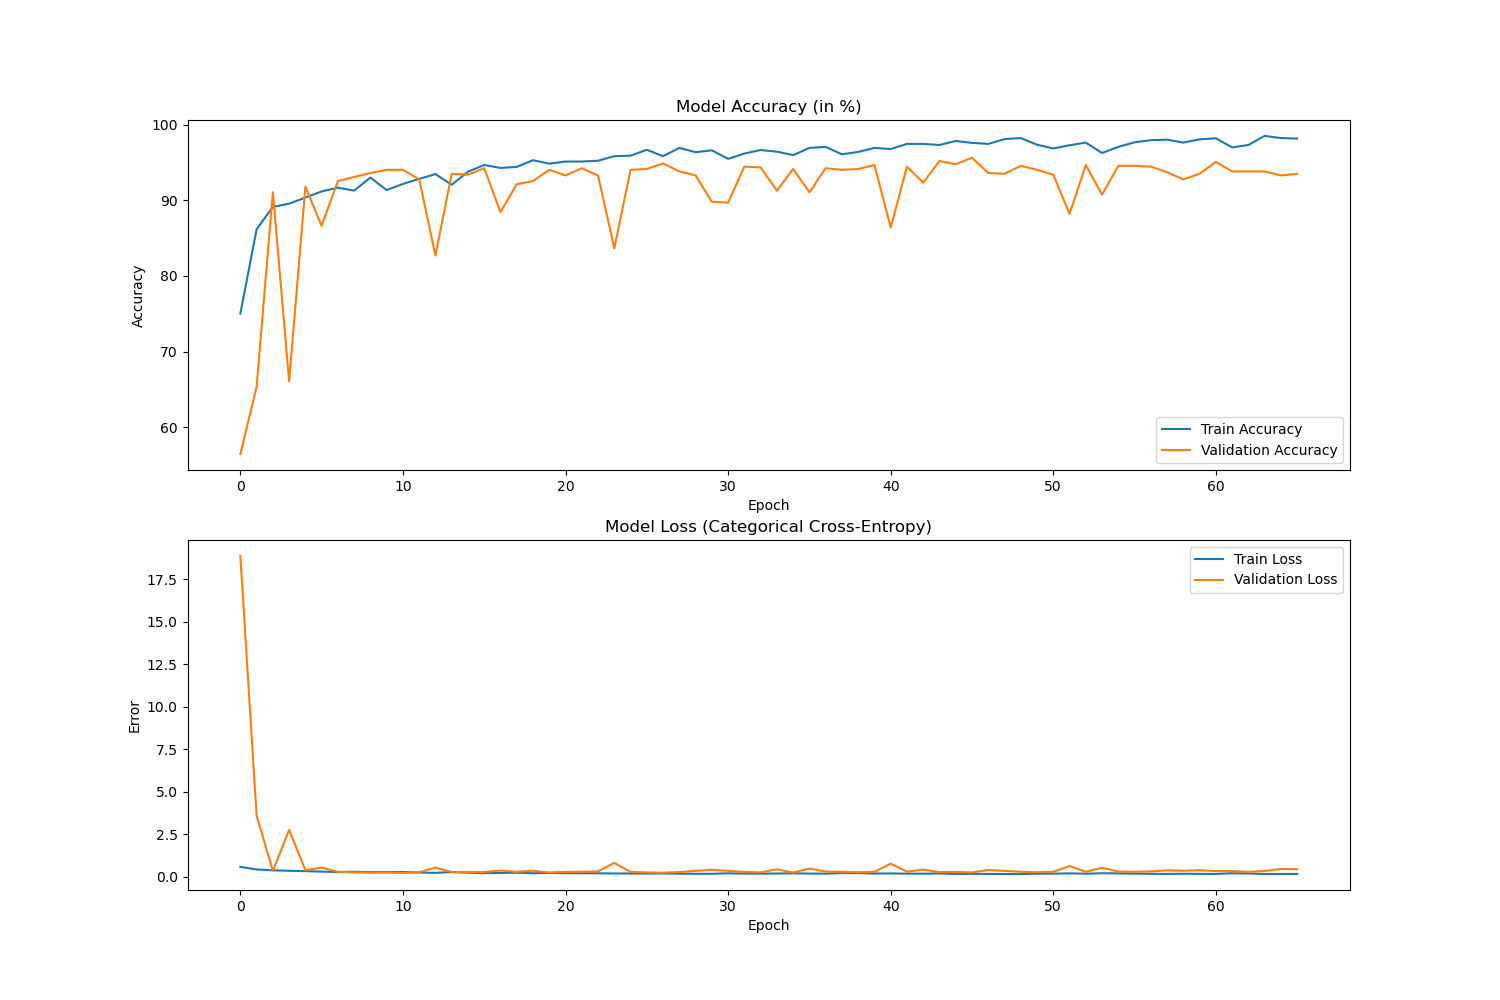 Model Accuracy (in %)
100
90
80
70
60
Accuracy
Train Accuracy
Validation Accuracy
0 10 20 30 40 50 60
Epoch
Model Loss (Categorical Cross-Entropy)
17.5
15.0
12.5
10.0
7.5
5.0
2.5
0.0
Error
Train Loss
Validation Loss
0 10 20 30 40 50 60
Epoch